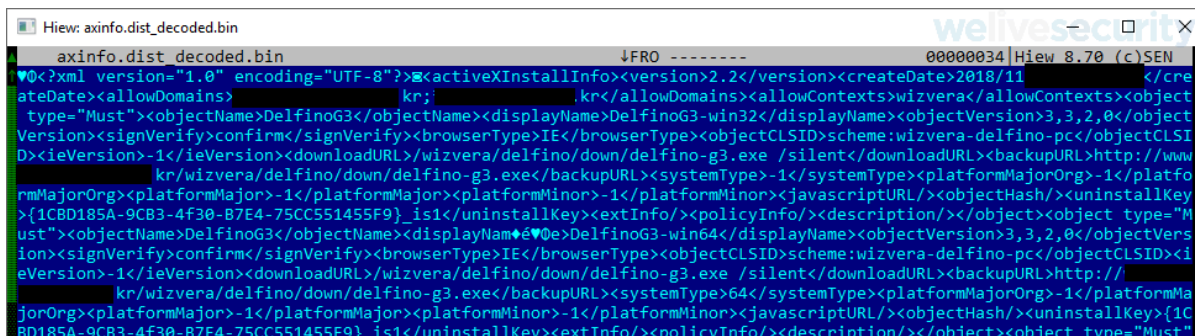 Hiew: axinfo.dist_decoded.bin
welivesecurity
axinfo.dist_decoded.bin ↓FRO -------- 00000034|Hiew 8.70 (c)SEN
♥Φ<?xml version="1.0" encoding="UTF-8"?>◙<activeXInstallInfo><version>2.2</version><createDate>2018/11 </cre
ateDate><allowDomains> kr; .kr</allowDomains><allowContexts>wizvera</allowContexts><object
type="Must"><objectName>DelfinoG3</objectName><displayName>DelfinoG3-win32</displayName><objectVersion>3,3,2,0</object
Version><signVerify>confirm</signVerify><browserType>IE</browserType><objectCLSID>scheme:wizvera-delfino-pc</objectCLSI
D><ieVersion>-1</ieVersion><downloadURL>/wizvera/delfino/down/delfino-g3.exe /silent</downloadURL><backupURL>http://www
kr/wizvera/delfino/down/delfino-g3.exe</backupURL><systemType>-1</systemType><platformMajorOrg>-1</platfo
rmMajorOrg><platformMajor>-1</platformMajor><platformMinor>-1</platformMinor><javascriptURL/><objectHash/><uninstallKey
>{1CBD185A-9CB3-4f30-B7E4-75CC551455F9}_is1</uninstallKey><extInfo/><policyInfo/><description/></object><object type="M
ust"><objectName>DelfinoG3</objectName><displayNam♦é♥Φe>DelfinoG3-win64</displayName><objectVersion>3,3,2,0</objectVers
ion><signVerify>confirm</signVerify><browserType>IE</browserType><objectCLSID>scheme:wizvera-delfino-pc</objectCLSID><i
eVersion>-1</ieVersion><downloadURL>/wizvera/delfino/down/delfino-g3.exe /silent</downloadURL><backupURL>http://
kr/wizvera/delfino/down/delfino-g3.exe</backupURL><systemType>64</systemType><platformMajorOrg>-1</platformMa
jorOrg><platformMajor>-1</platformMajor><platformMinor>-1</platformMinor><javascriptURL/><objectHash/><uninstallKey>{1C
BD185A-9CB3-4f30-B7E4-75CC551455F9}_is1</uninstallKey><extInfo/><policyInfo/><description/></object><object type="Must